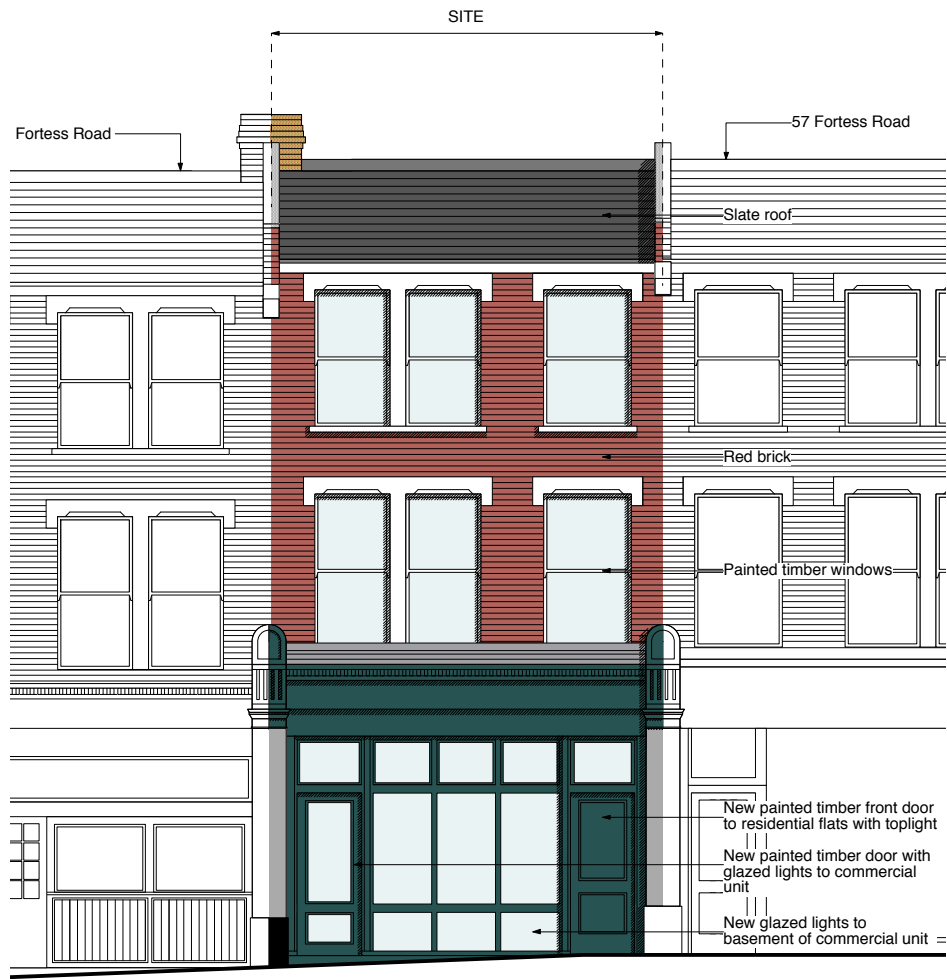 SITE
Fortess Road
57 Fortess Road
Slate roof
Red brick
Painted timber windows
New painted timber front door
to residential flats with toplight
New painted timber door with
glazed lights to commercial
unit
New glazed lights to
basement of commercial unit